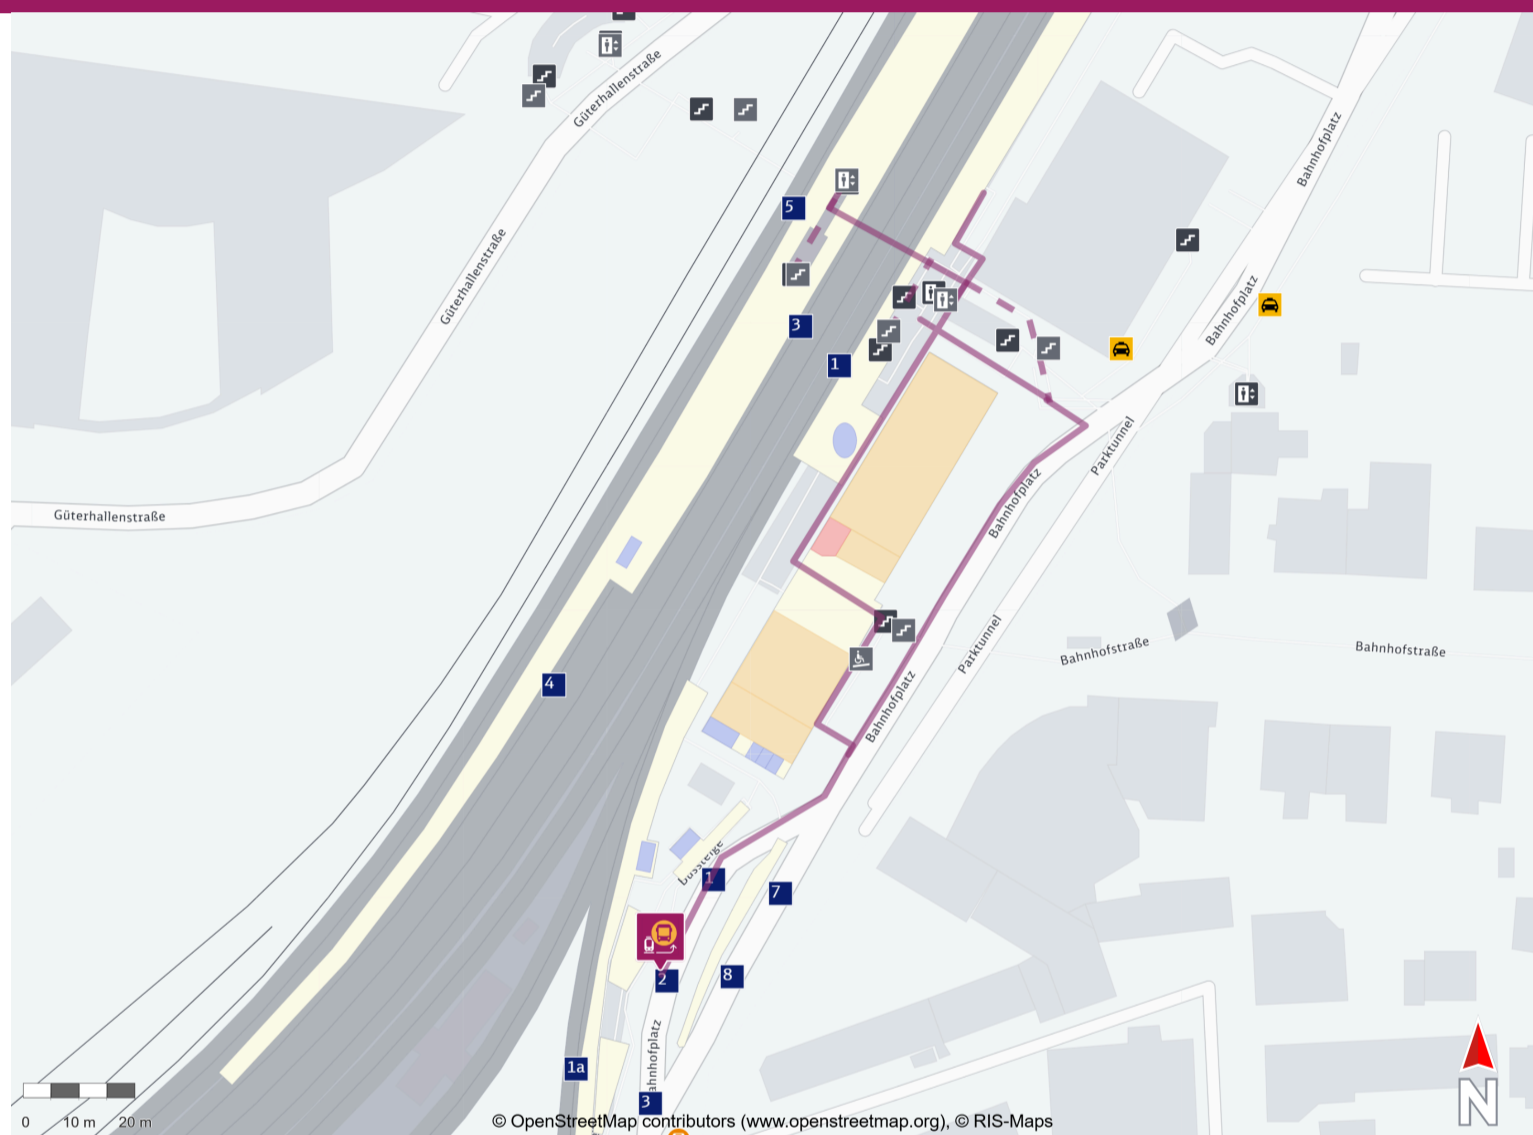 Güterhallenstraße
Bahnhofplatz
5
Güterhallenstraße
Bahnhofplatz
3
1
Parktunnel
Güterhallenstraße
Bahnhofplatz
Parktunnel
Bahnhofstraße
Bahnhofstraße
4
Bahnhofplatz
1
7
2
8
1a
3
0 10 m 20 m
© OpenStreetMap contributors (www.openstreetmap.org), © RIS-Maps
N